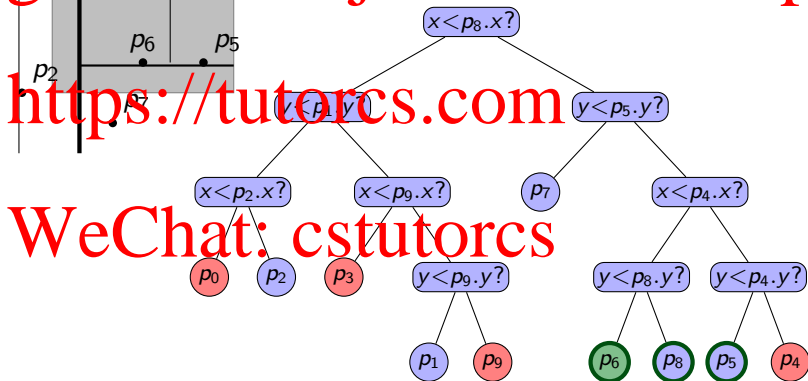 x<p₈.x?
p₆ p₅
p₂
https://tutorcs.com
p₇
y<p₁.y? y<p₅.y?
x<p₂.x? x<p₉.x? p₇ x<p₄.x?
WeChat: cstutorcs
p₀ p₂ p₃ y<p₉.y? y<p₈.y? y<p₄.y?
p₁ p₉ p₆ p₈ p₅ p₄